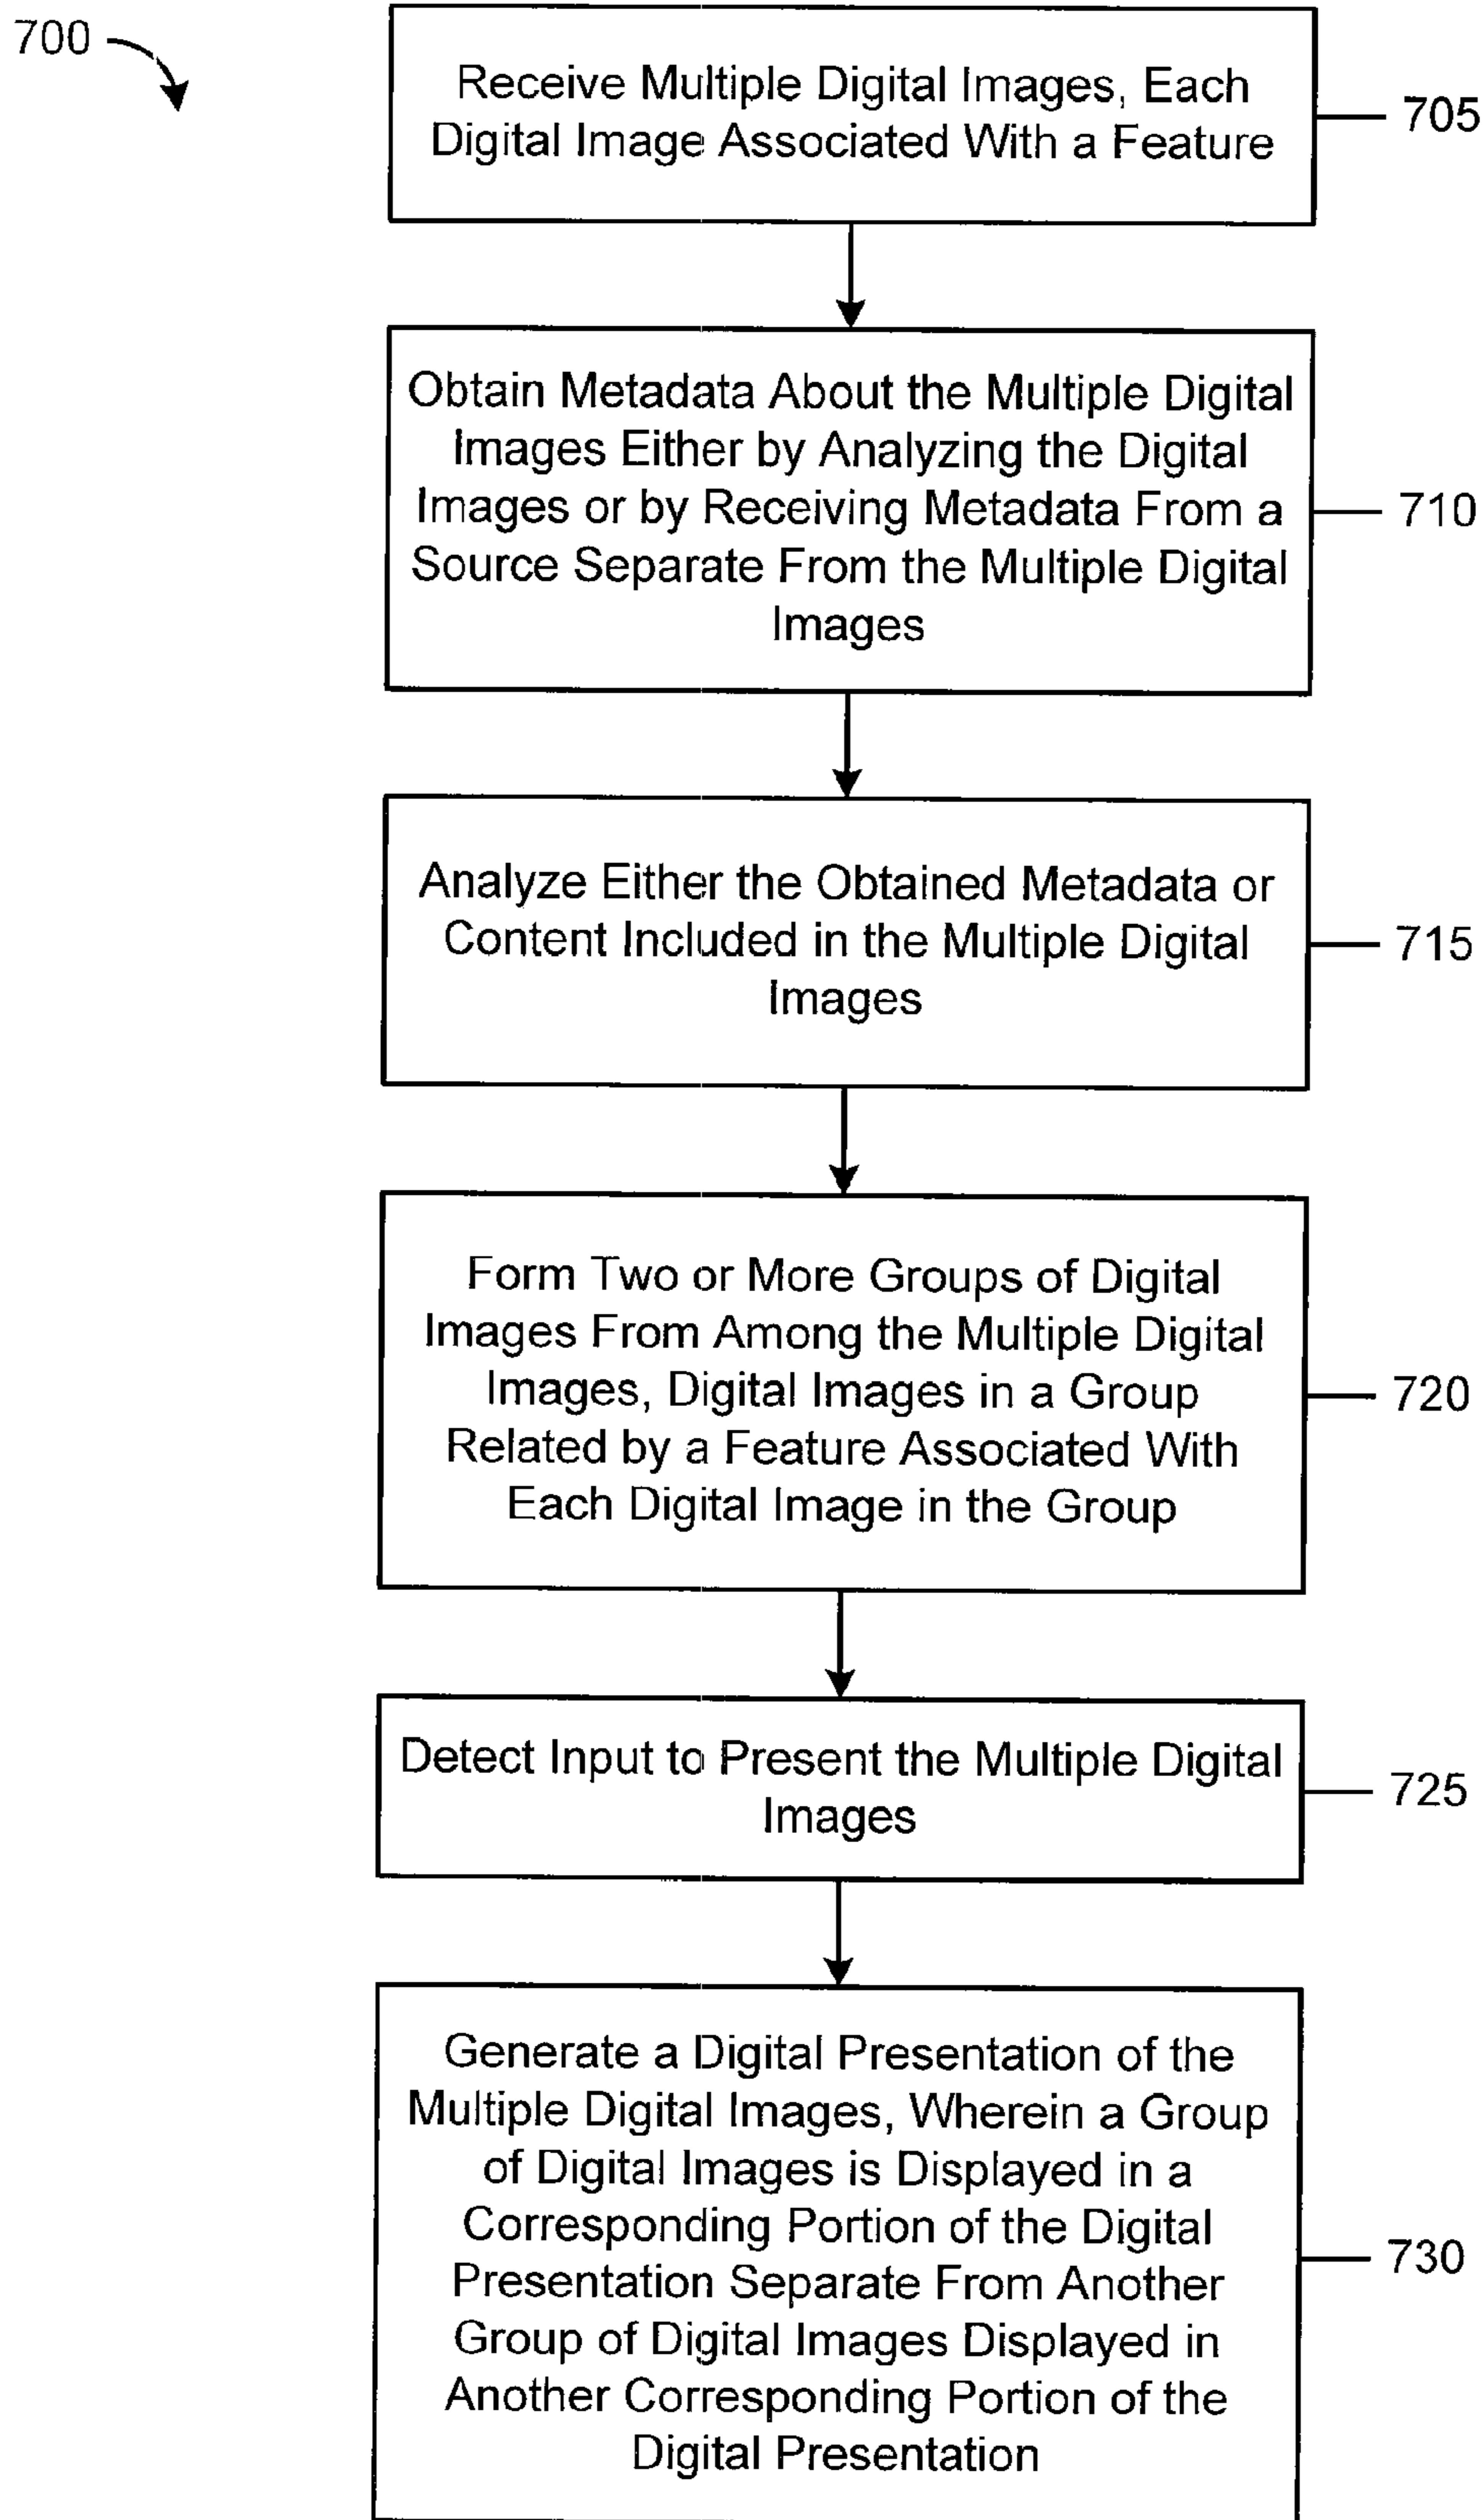 700
Receive Multiple Digital Images, Each
Digital Image Associated With a Feature
705
Obtain Metadata About the Multiple Digital
Images Either by Analyzing the Digital
Images or by Receiving Metadata From a
Source Separate From the Multiple Digital
Images
710
Analyze Either the Obtained Metadata or
Content Included in the Multiple Digital
Images
715
Form Two or More Groups of Digital
Images From Among the Multiple Digital
Images, Digital Images in a Group
Related by a Feature Associated With
Each Digital Image in the Group
720
Detect Input to Present the Multiple Digital
Images
725
Generate a Digital Presentation of the
Multiple Digital Images, Wherein a Group
of Digital Images is Displayed in a
Corresponding Portion of the Digital
Presentation Separate From Another
Group of Digital Images Displayed in
Another Corresponding Portion of the
Digital Presentation
730